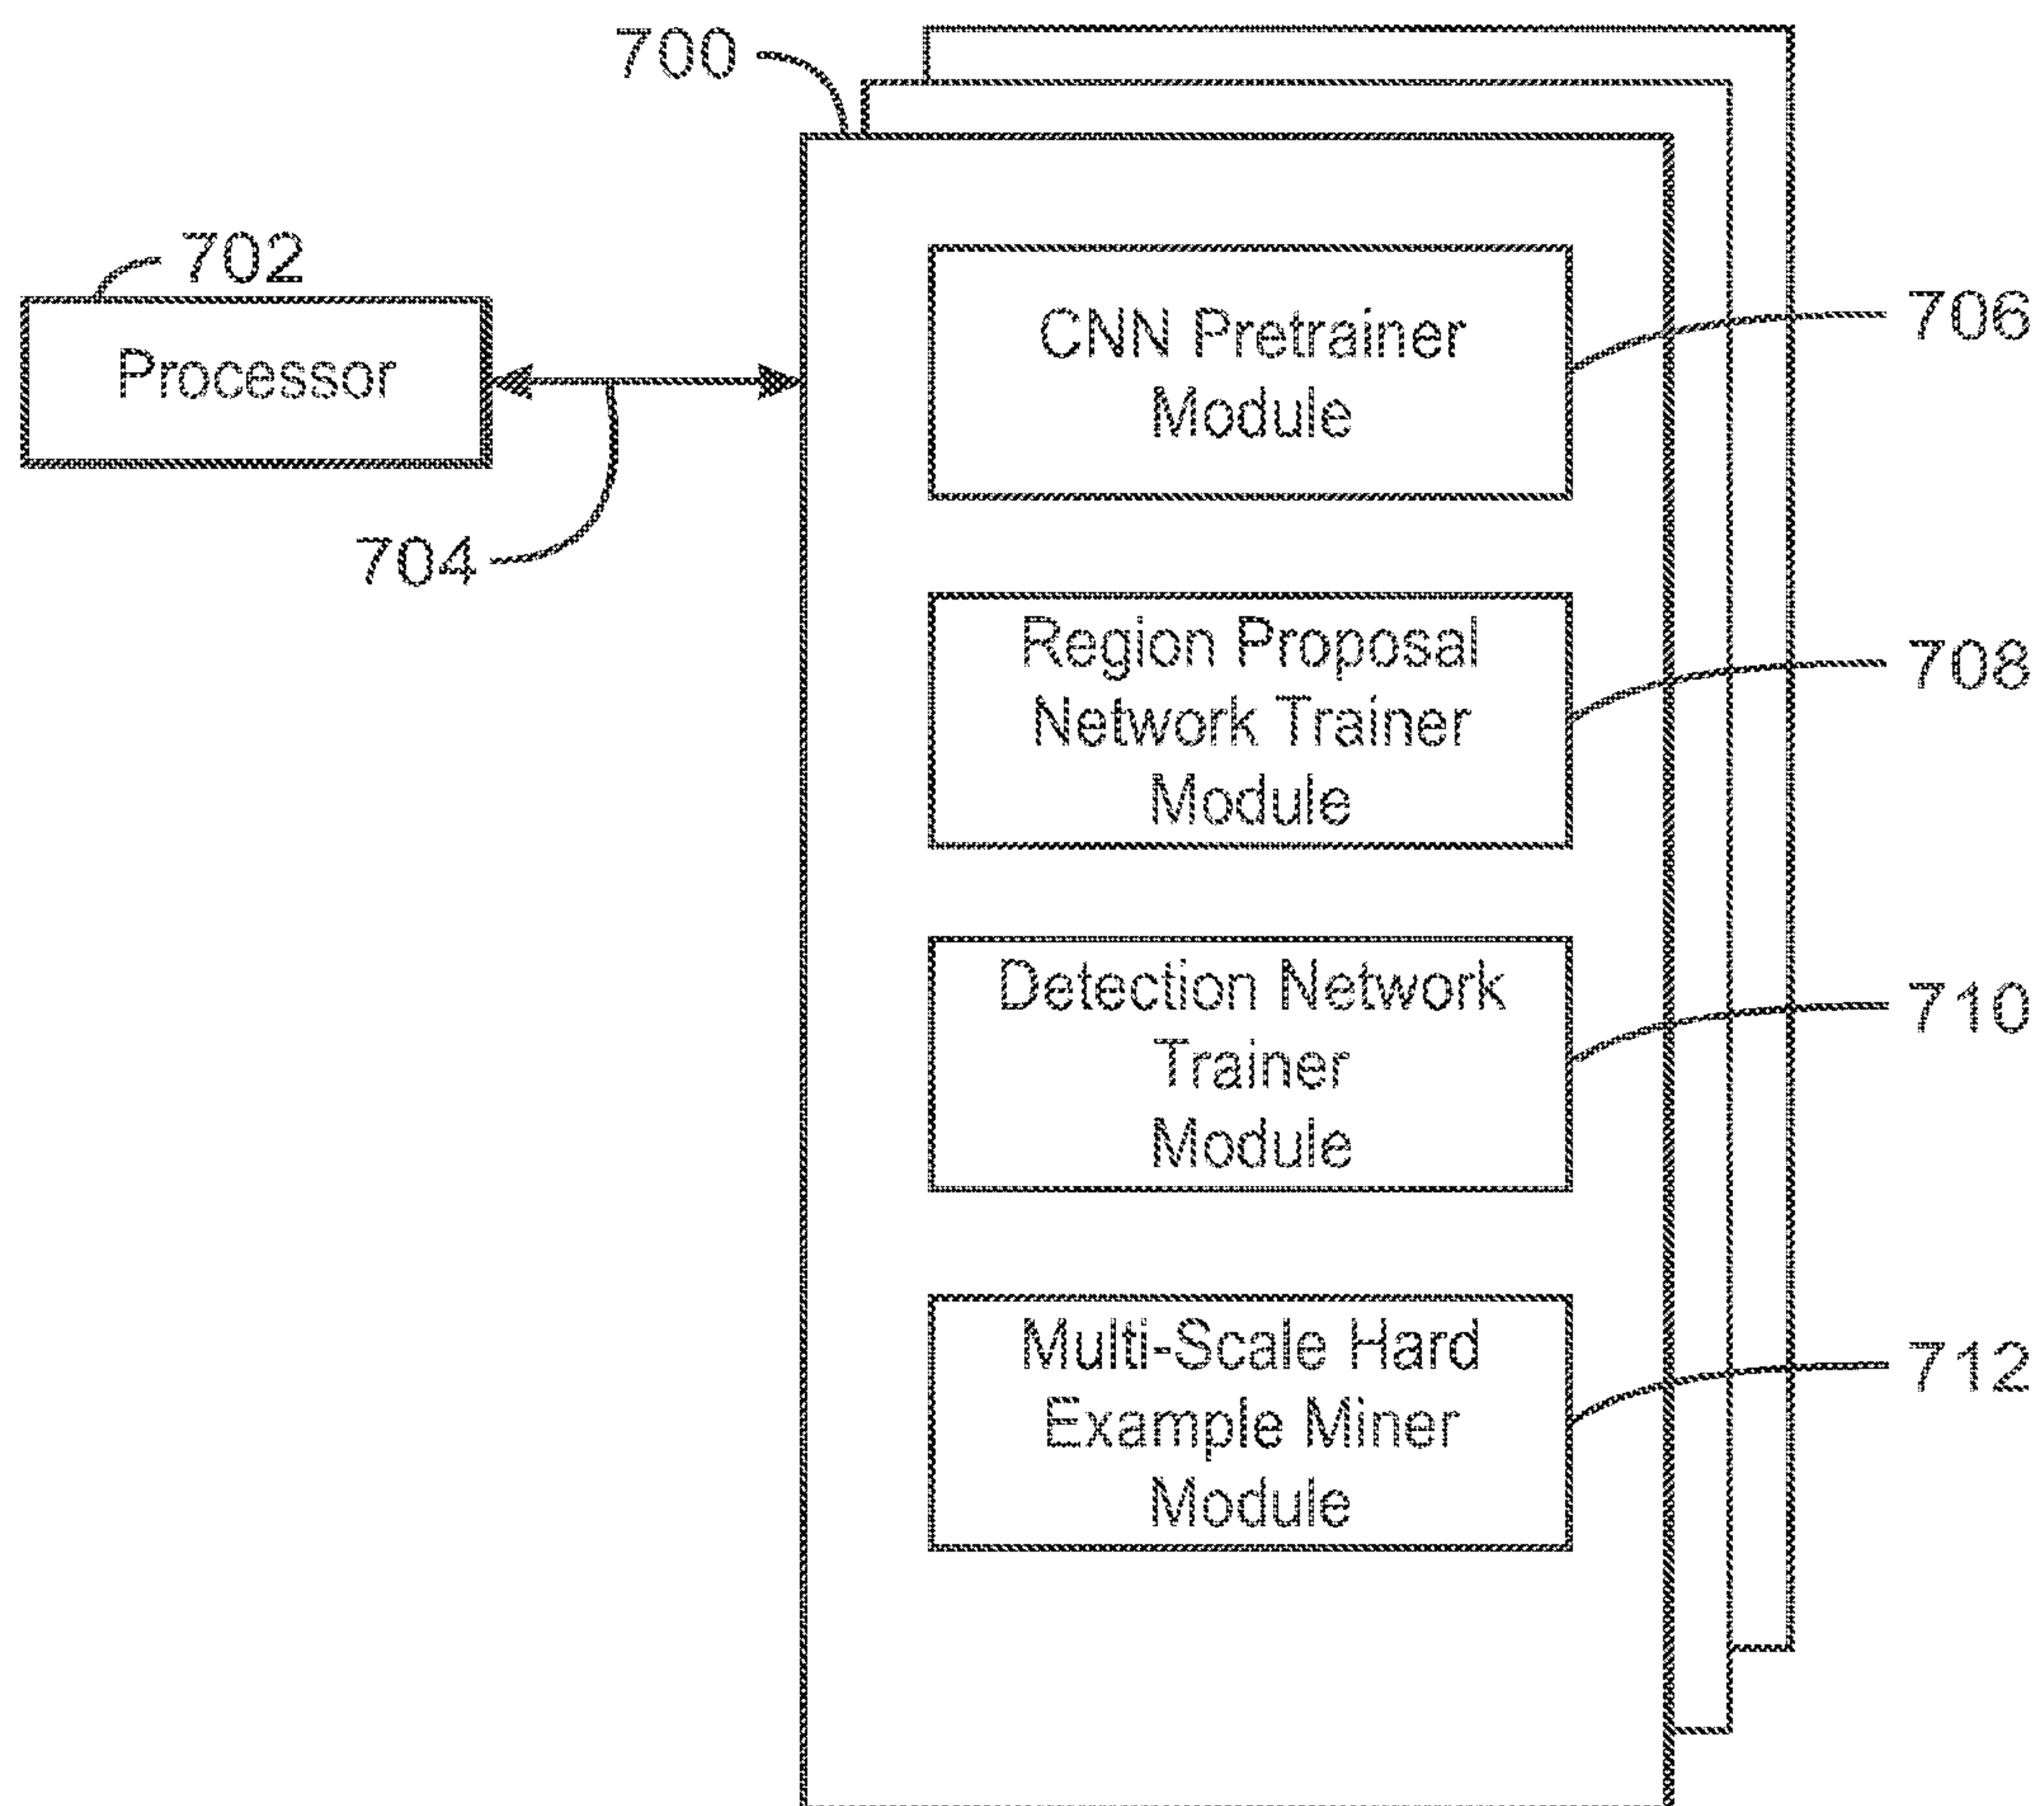 700
702
Processor
704
CNN Pretrainer
Module
706
Region Proposal
Network Trainer
Module
708
Detection Network
Trainer
Module
710
Multi-Scale Hard
Example Miner
Module
712